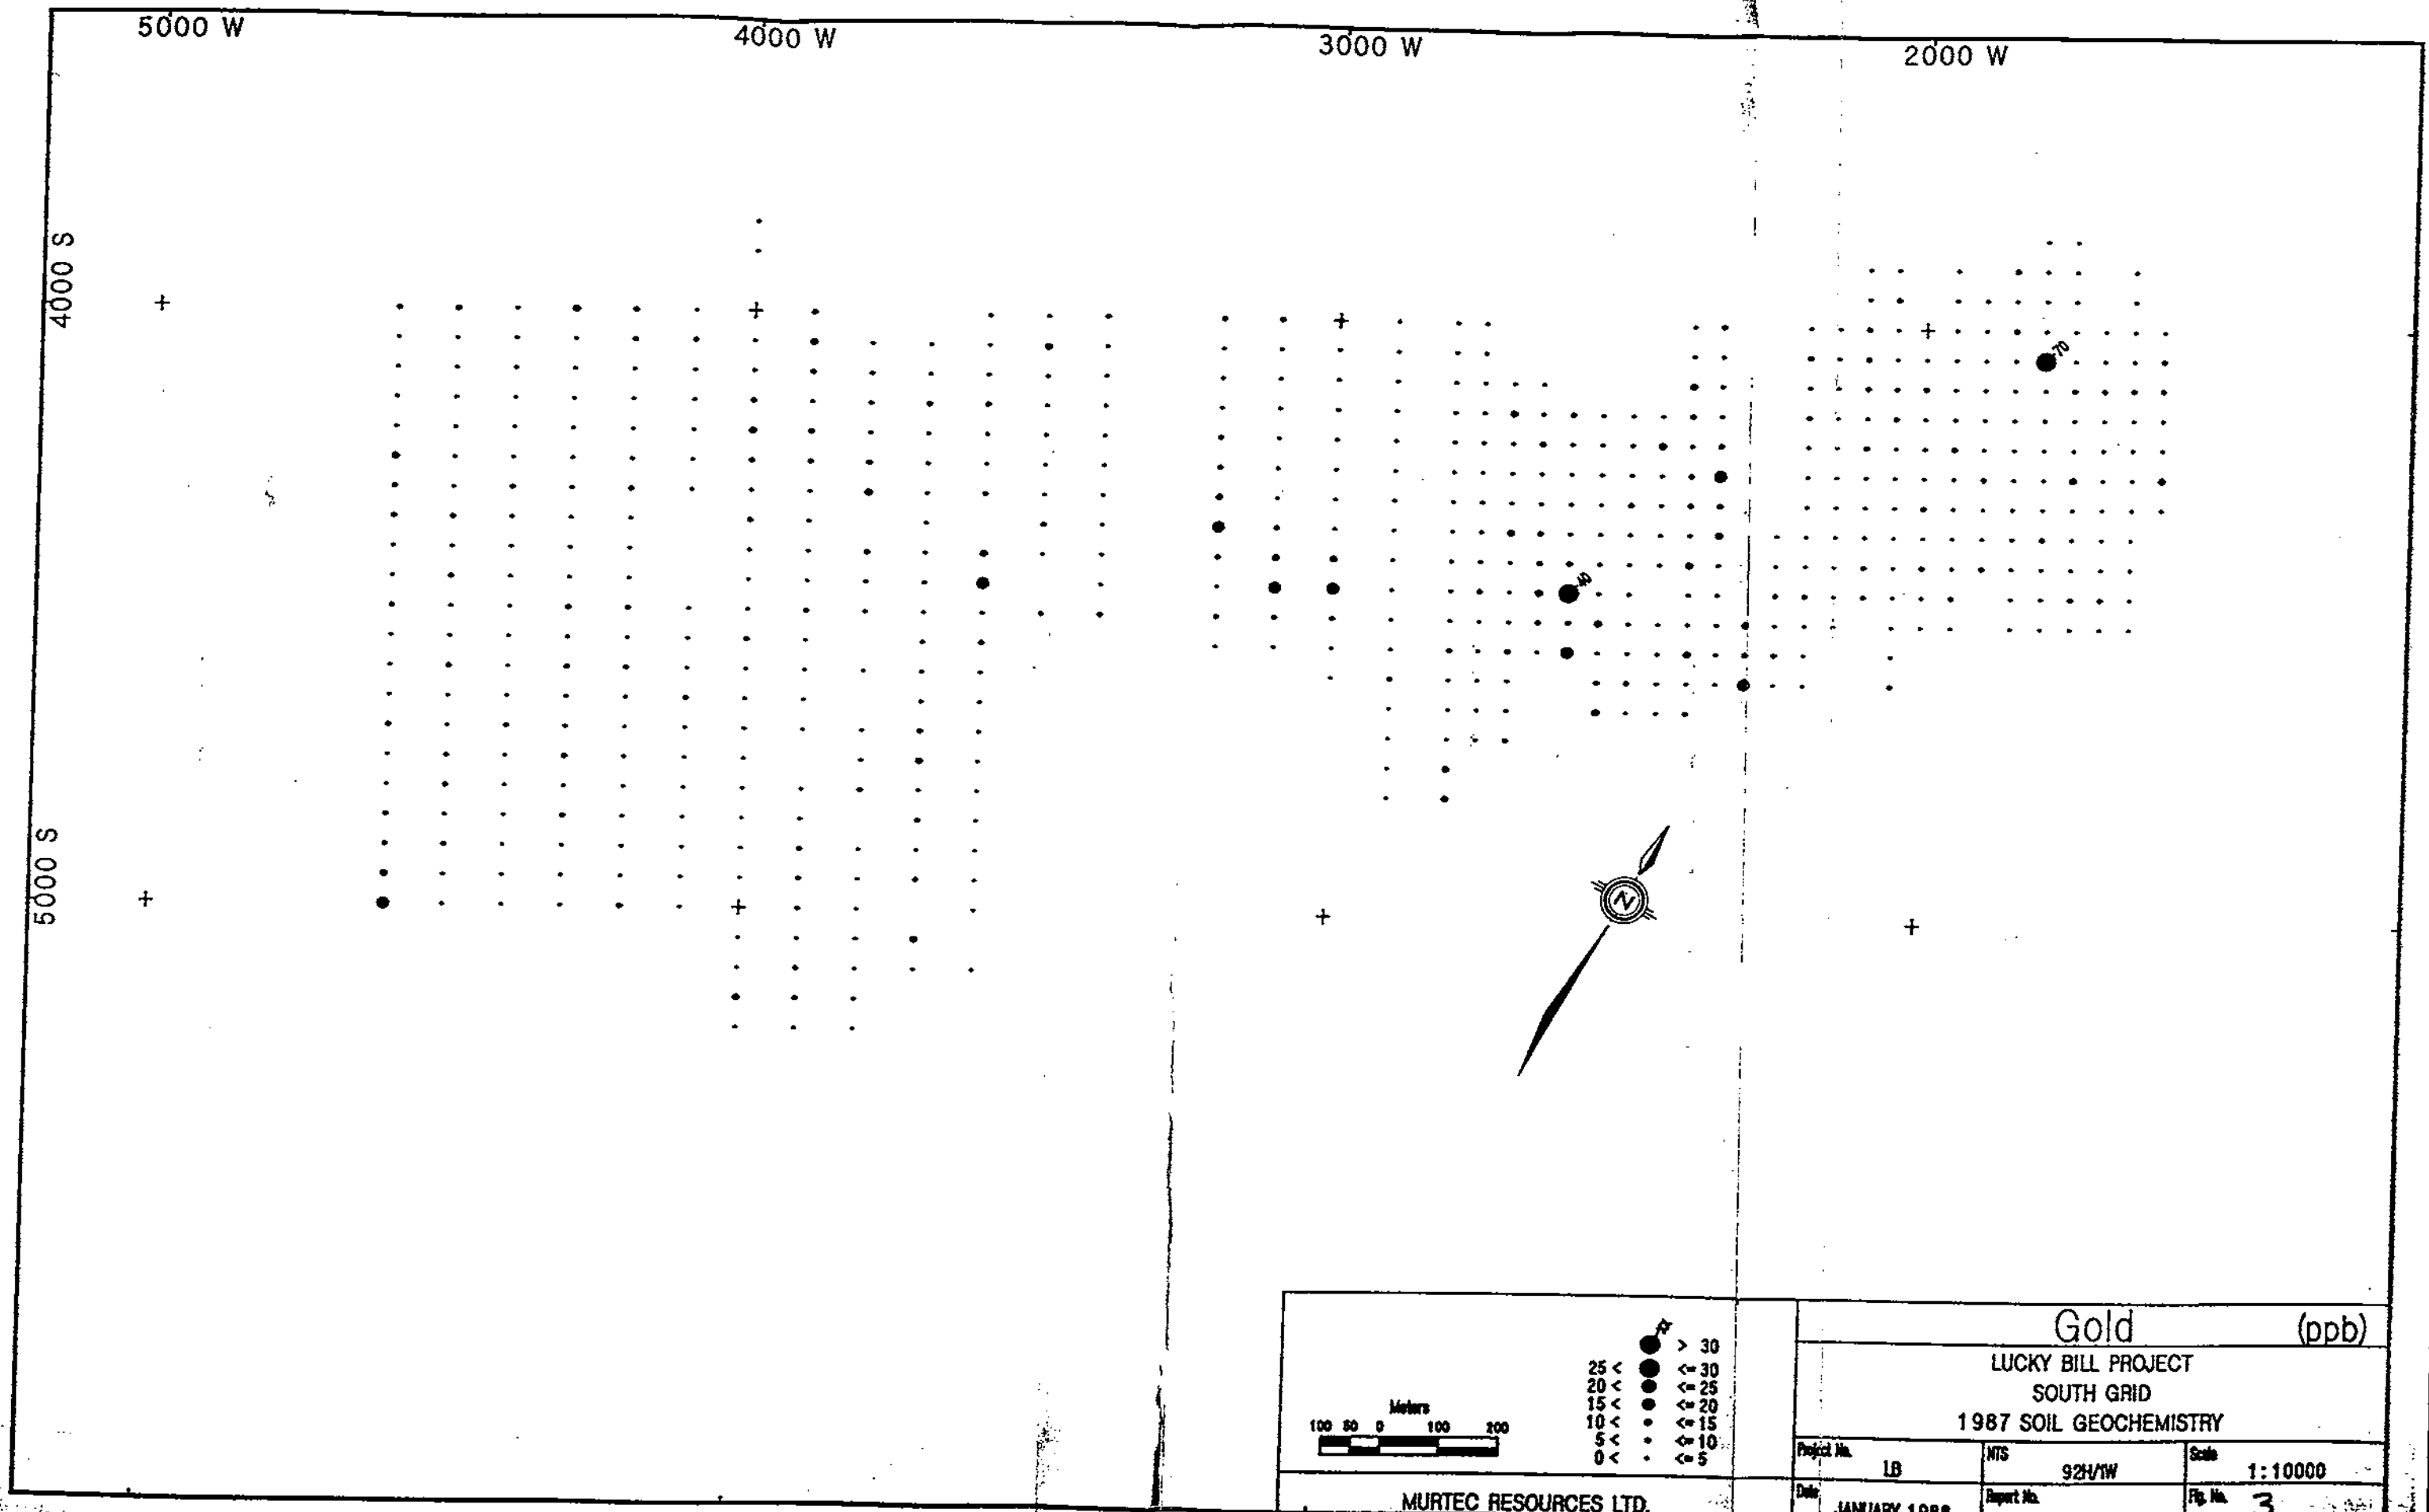 5000 W
4000 W
3000 W
2000 W
4000 S
5000 S
70
40
N
> 30
25 < <= 30
20 < <= 25
15 < <= 20
10 < <= 15
5 < <= 10
0 < <= 5
Meters
100 50 0 100 200
Gold (ppb)
LUCKY BILL PROJECT
SOUTH GRID
1987 SOIL GEOCHEMISTRY
Project No. LB
NTS 92H/1W
Scale 1:10000
MURTEC RESOURCES LTD.
Date JANUARY 1988
Report No.
Fig. No. 3